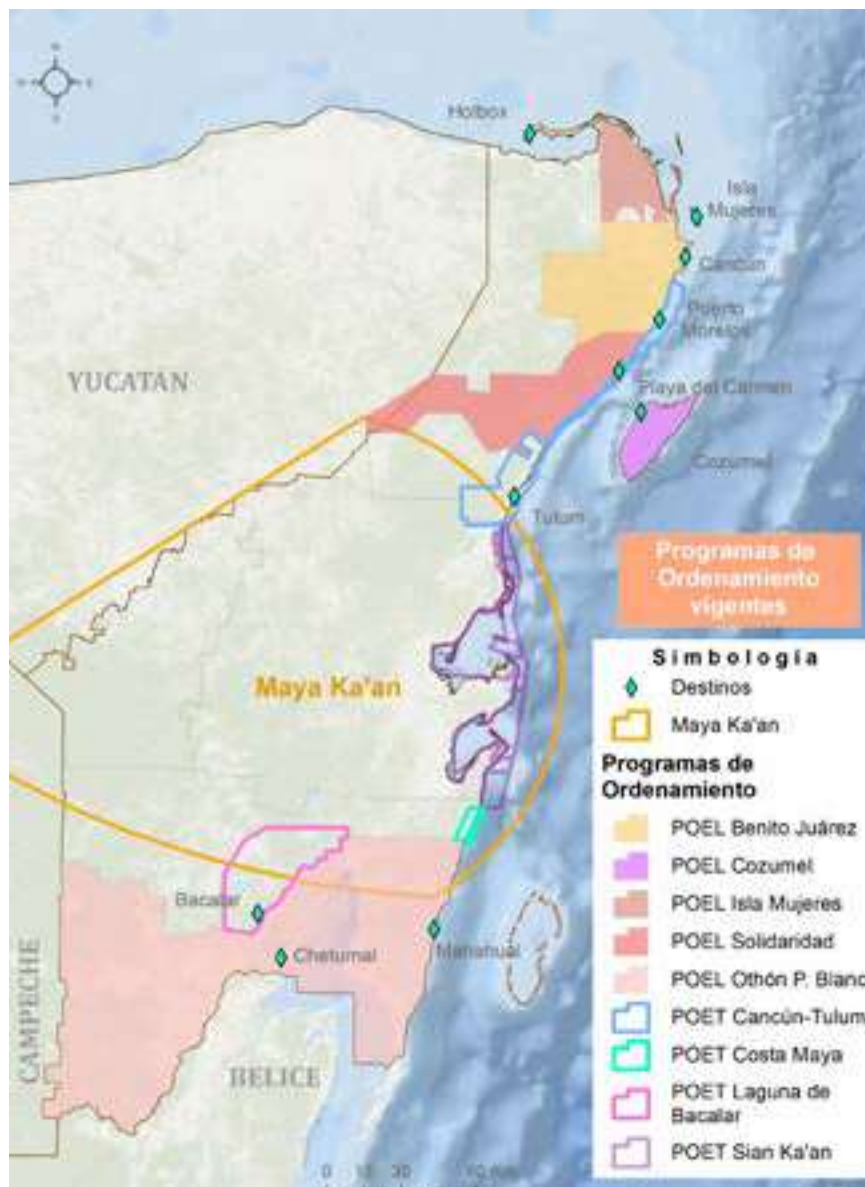 Holbox
Isla
Mujeres
Cancún
Puerto
Morelos
YUCATAN
Playa del Carmen
Cozumel
Tulum
Programas de
Ordenamiento
vigentes
Simbología
Destinos
Maya Ka'an
Maya Ka'an
Programas de
Ordenamiento
POEL Benito Juárez
POEL Cozumel
POEL Isla Mujeres
POEL Solidaridad
Bacalar
Mahahual
POEL Othón P. Blanc
Chetumal
POET Cancún-Tulum
CAMPECHE
POET Costa Maya
BELICE
POET Laguna de
Bacalar
POET Sian Ka'an
0 15 30